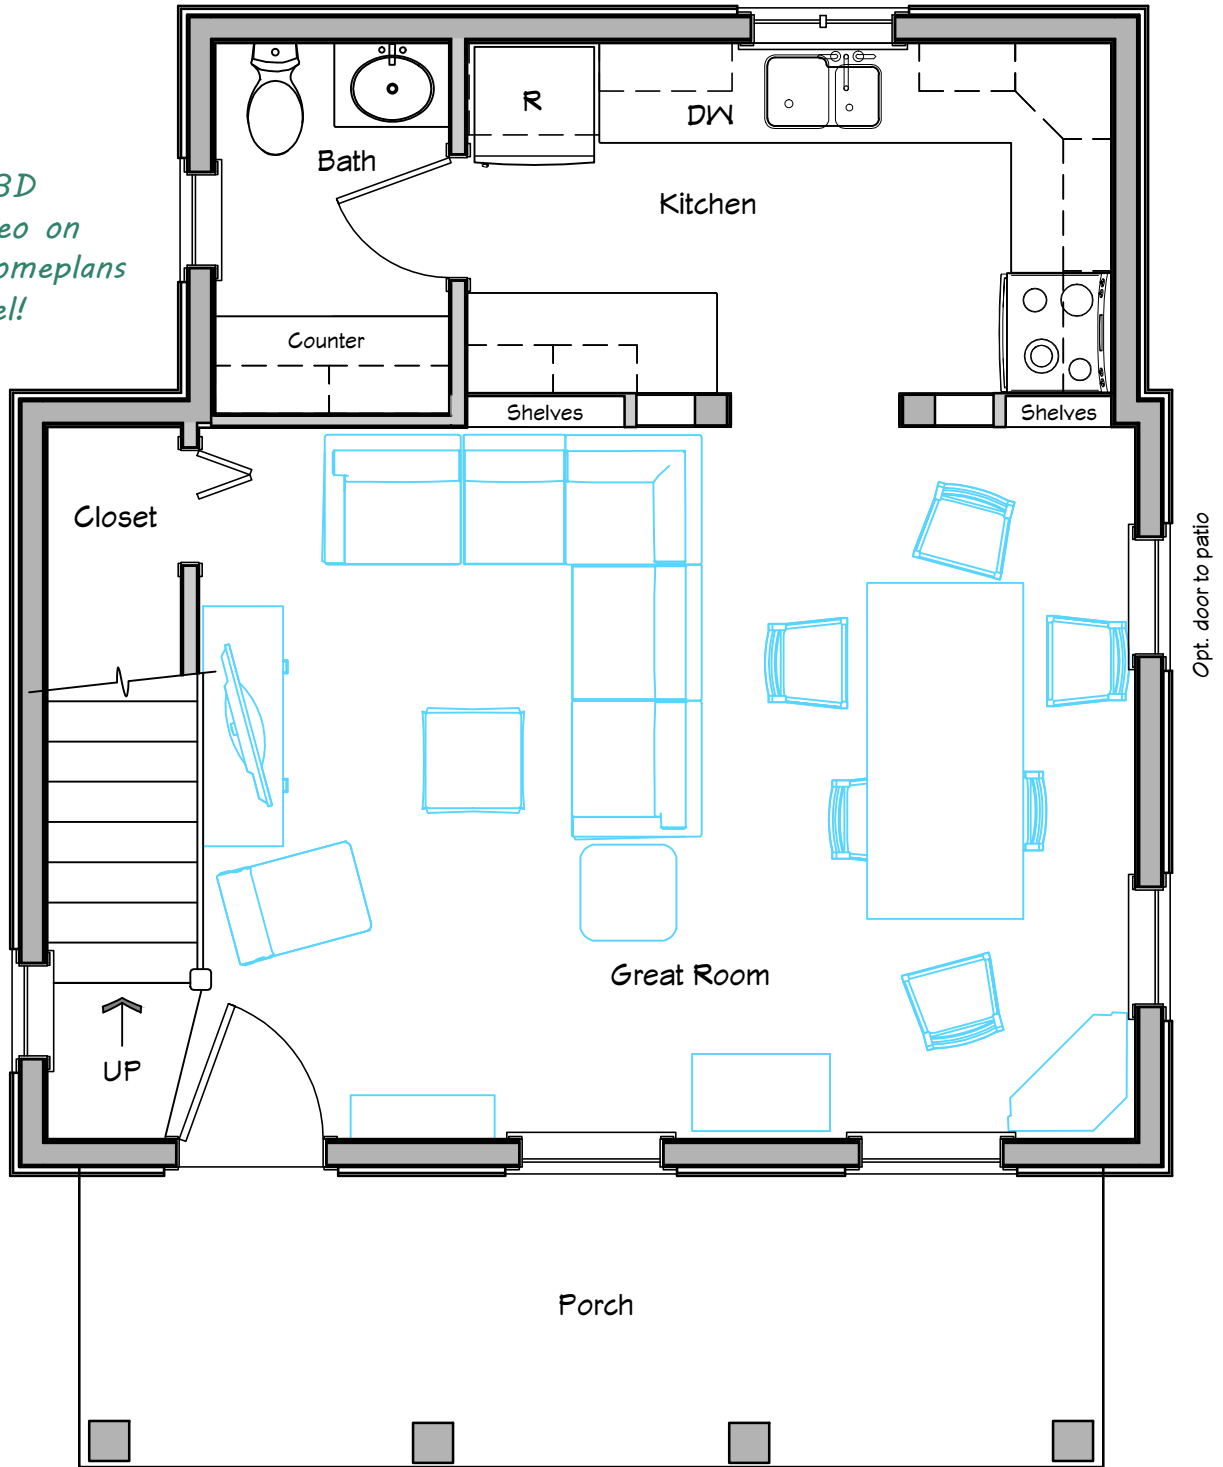 3D
eo on
omeplans
el!
R
DW
Bath
Kitchen
Counter
Shelves
Shelves
Closet
Opt. door to patio
Great Room
UP
Porch